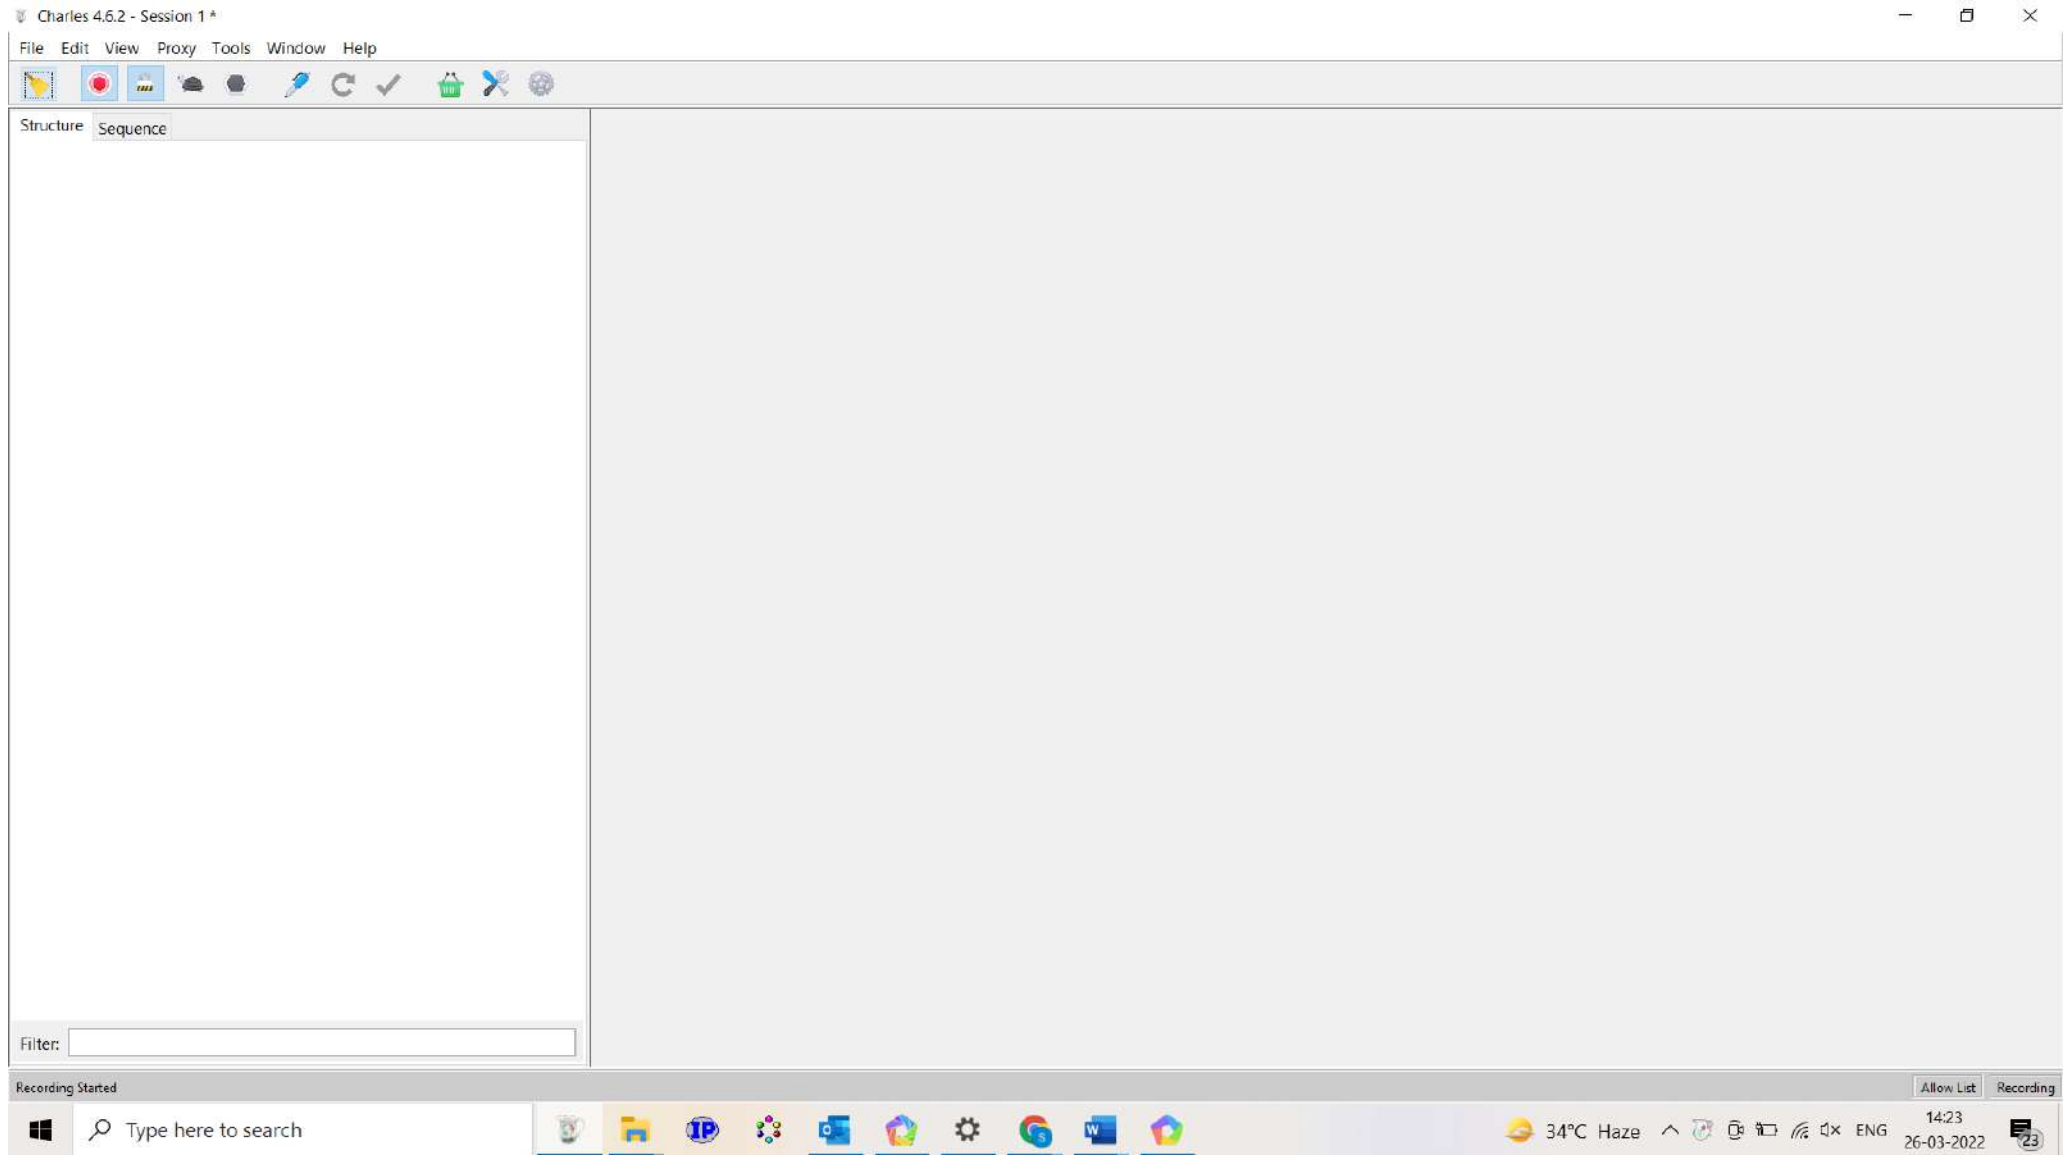 Charles 4.6.2 - Session 1 *
File Edit View Proxy Tools Window Help
Structure Sequence
Filter:
Recording Started Allow List Recording
Type here to search
IP
W
34°C Haze
ENG
14:23
26-03-2022
23